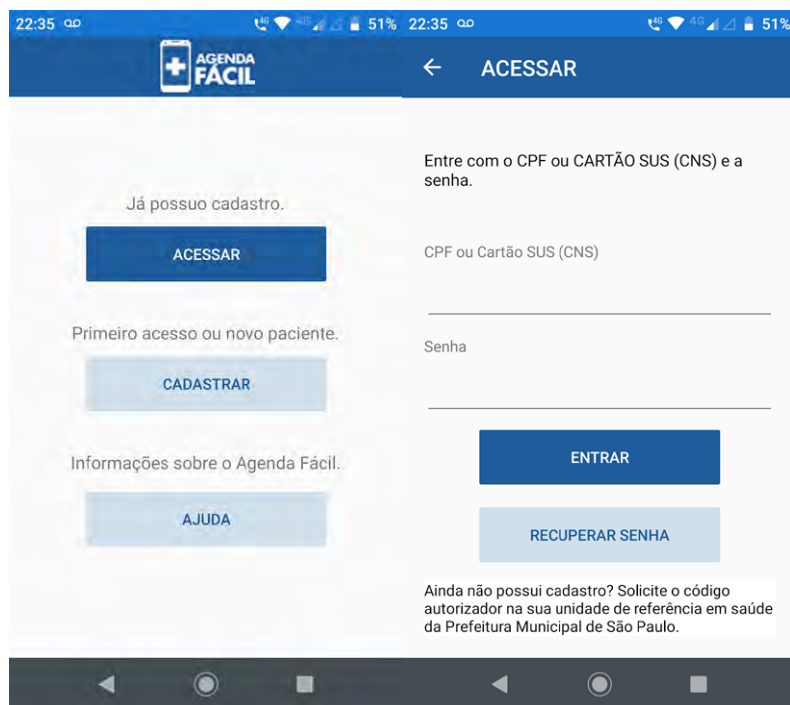 22:35
4G
4G
51%
AGENDA
FÁCIL
Já possuo cadastro.
ACESSAR
Primeiro acesso ou novo paciente.
CADASTRAR
Informações sobre o Agenda Fácil.
AJUDA
22:35
4G
4G
51%
ACESSAR
Entre com o CPF ou CARTÃO SUS (CNS) e a
senha.
CPF ou Cartão SUS (CNS)
Senha
ENTRAR
RECUPERAR SENHA
Ainda não possui cadastro? Solicite o código
autorizador na sua unidade de referência em saúde
da Prefeitura Municipal de São Paulo.